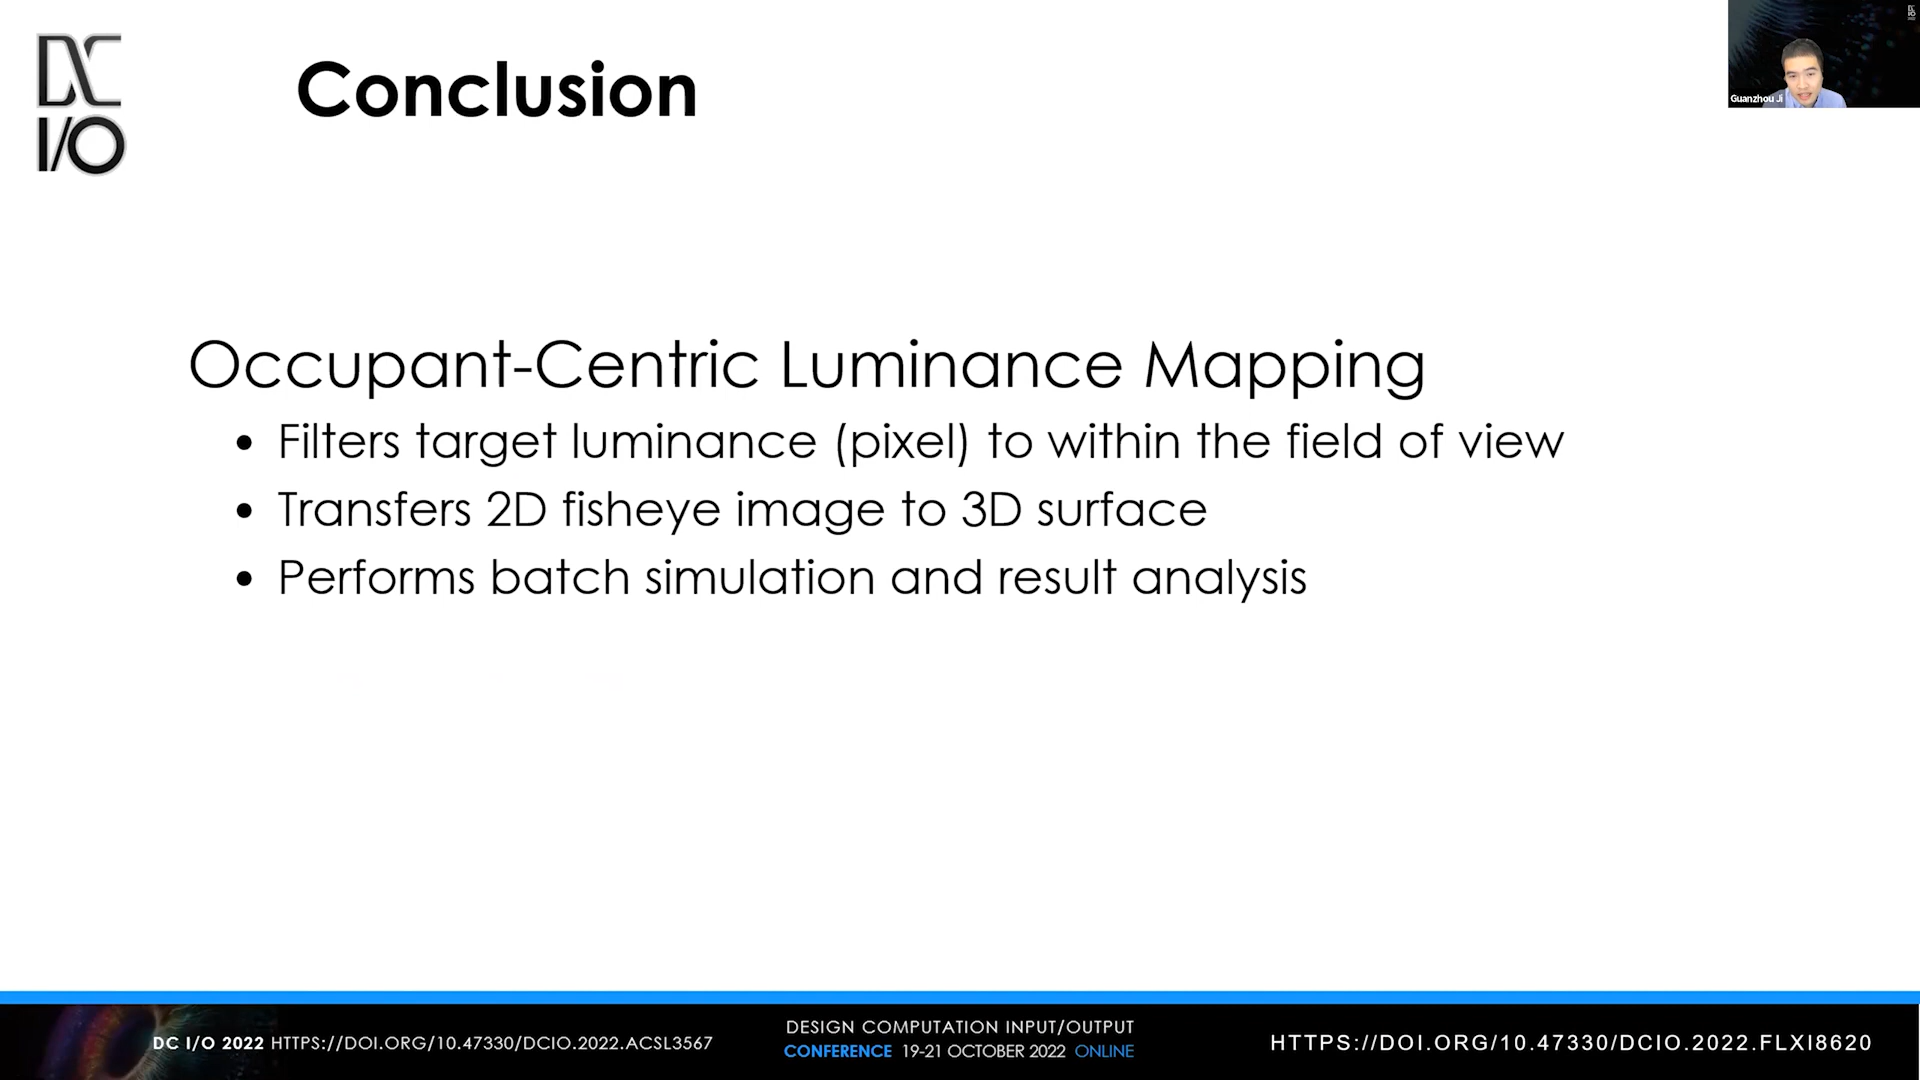 DC
I/O
Conclusion
Guanzhou Ji
Occupant-Centric Luminance Mapping
• Filters target luminance (pixel) to within the field of view
• Transfers 2D fisheye image to 3D surface
• Performs batch simulation and result analysis
DC I/O 2022 HTTPS://DOI.ORG/10.47330/DCIO.2022.ACSL3567
DESIGN COMPUTATION INPUT/OUTPUT
CONFERENCE 19-21 OCTOBER 2022 ONLINE
HTTPS://DOI.ORG/10.47330/DCIO.2022.FLXI8620